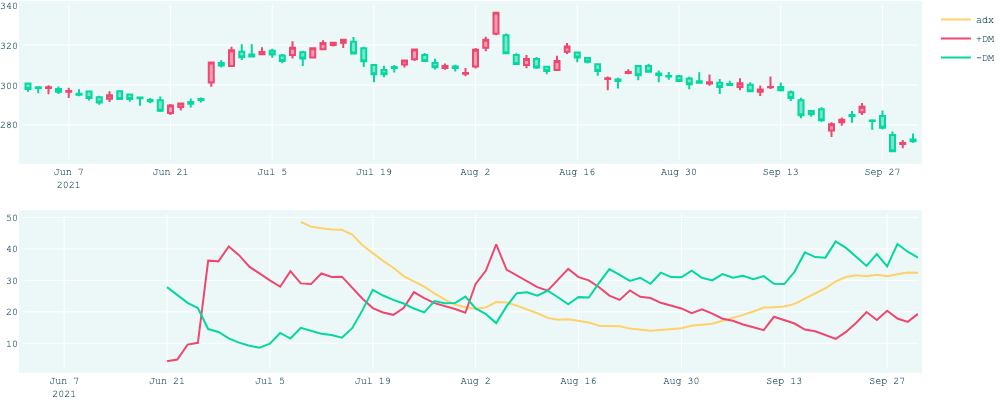 340
320
300
280
Jun 7
2021
Jun 21
Jul 5
Jul 19
Aug 2
Aug 16
Aug 30
Sep 13
Sep 27
adx
+DM
-DM
50
40
30
20
10
Jun 7
2021
Jun 21
Jul 5
Jul 19
Aug 2
Aug 16
Aug 30
Sep 13
Sep 27